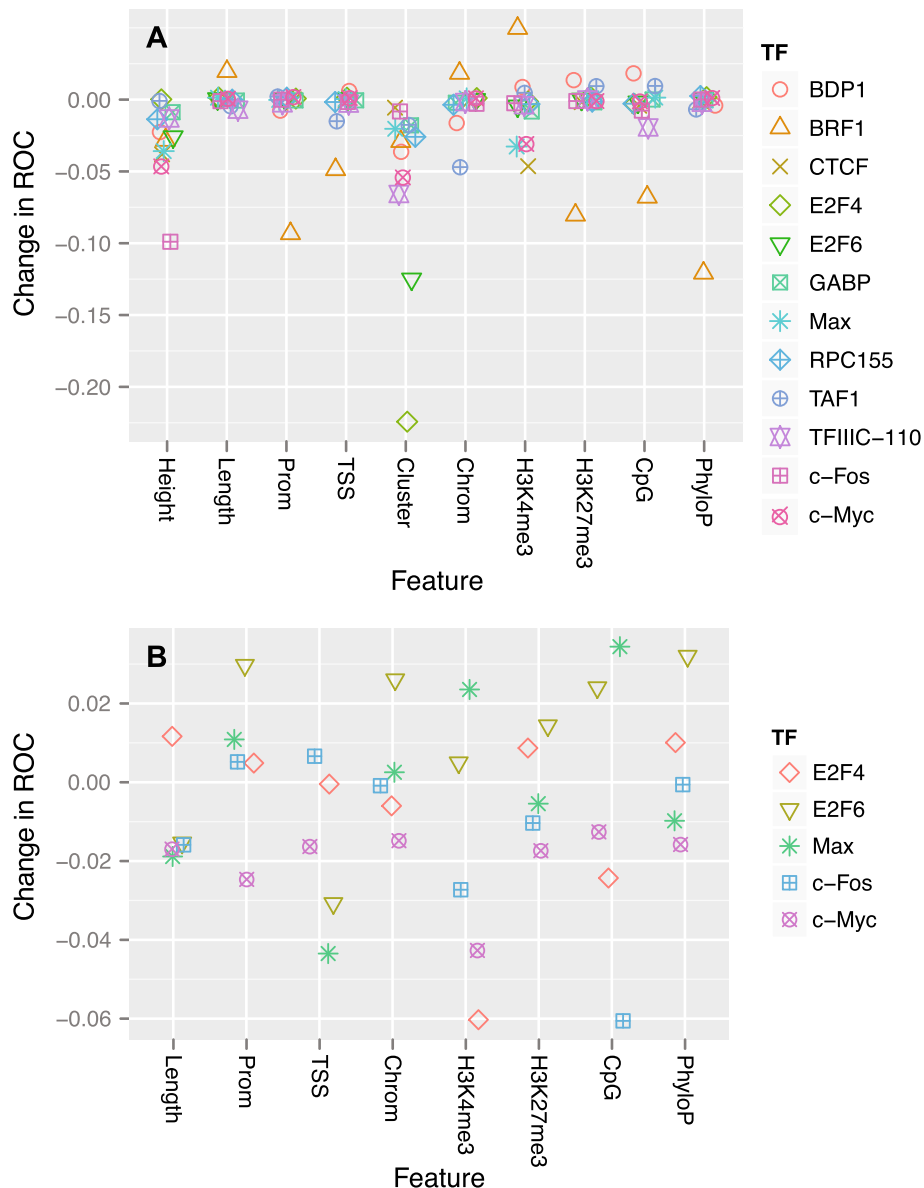 A
TF
BDP1
BRF1
CTCF
E2F4
E2F6
GABP
Max
RPC155
TAF1
TFIIIC−110
c−Fos
c−Myc
0.00
−0.05
−0.10
−0.15
−0.20
Change in ROC
Height
Length
Prom
TSS
Cluster
Chrom
H3K4me3
H3K27me3
CpG
PhyloP
Feature
B
TF
E2F4
E2F6
Max
c−Fos
c−Myc
0.02
0.00
−0.02
−0.04
−0.06
Change in ROC
Length
Prom
TSS
Chrom
H3K4me3
H3K27me3
CpG
PhyloP
Feature